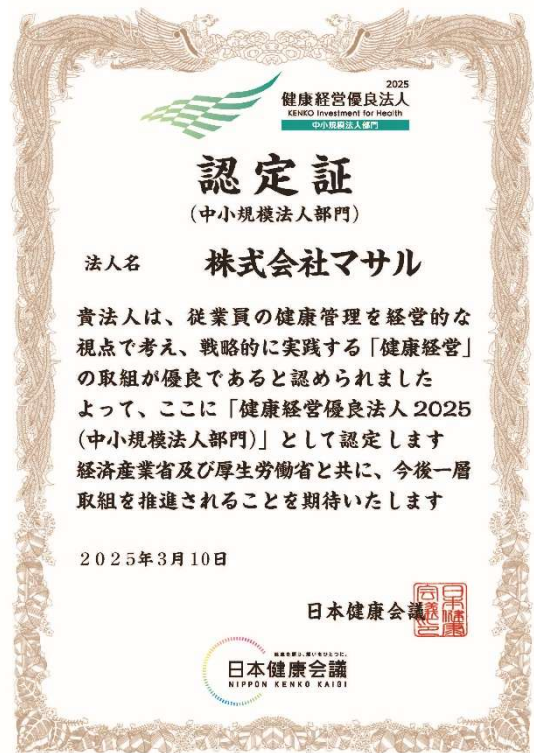 2025
健康経営優良法人
KENKO Investment for Health
中小規模法人部門
認定証
(中小規模法人部門)
法人名 株式会社マサル
貴法人は、従業員の健康管理を経営的な
視点で考え、戦略的に実践する「健康経営」
の取組が優良であると認められました
よって、ここに「健康経営優良法人2025
(中小規模法人部門)」として認定します
経済産業省及び厚生労働省と共に、今後一層
取組を推進されることを期待いたします
2025年3月10日
日本健康会議
日本健康会議
NIPPON KENKO KAIGI